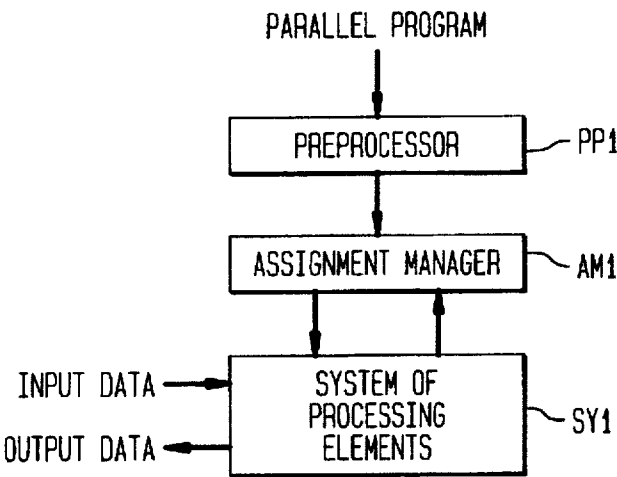 PARALLEL PROGRAM
PREPROCESSOR
PP1
ASSIGNMENT MANAGER
AM1
INPUT DATA
SYSTEM OF
PROCESSING
ELEMENTS
SY1
OUTPUT DATA